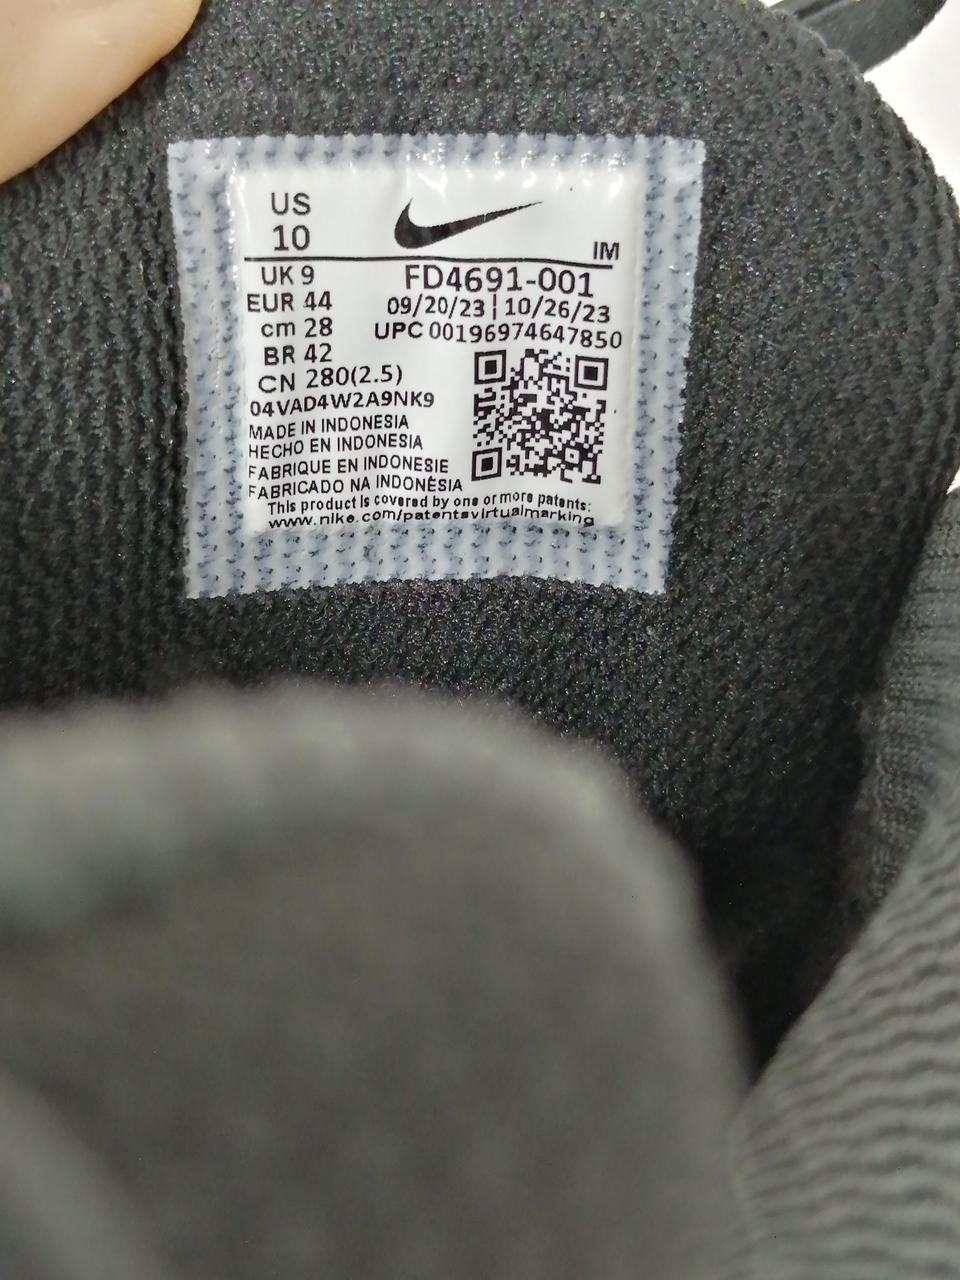 US
10
IM
UK 9
FD4691-001
EUR 44
09/20/23 | 10/26/23
cm 28
UPC 00196974647850
BR 42
CN 280(2.5)
04VAD4W2A9NK9
MADE IN INDONESIA
HECHO EN INDONESIA
FABRIQUE EN INDONESIE
FABRICADO NA INDONÉSIA
This product is covered by one or more patents:
www.nike.com/patentsvirtualmarking